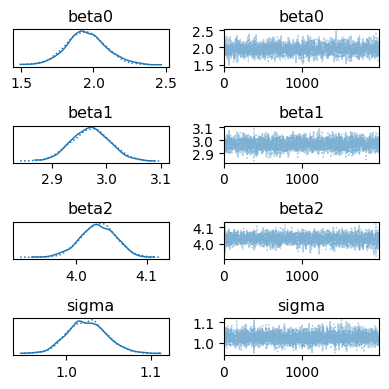 beta0 beta0
2.5
2.0
1.5
1.5 2.0 2.5 0 1000
beta1 beta1
3.1
3.0
2.9
2.9 3.0 3.1 0 1000
beta2 beta2
4.1
4.0
4.0 4.1 0 1000
sigma sigma
1.1
1.0
1.0 1.1 0 1000